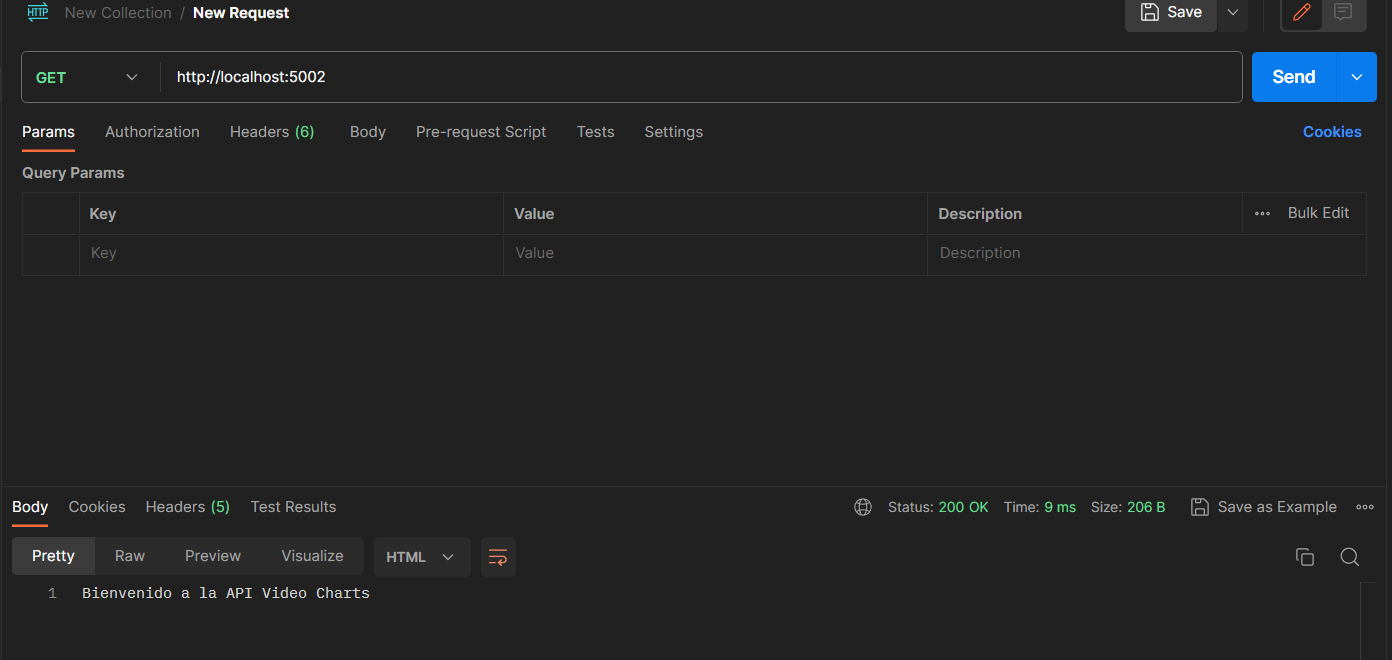 HTTP New Collection / New Request Save
GET http://localhost:5002 Send
Params Authorization Headers (6) Body Pre-request Script Tests Settings Cookies
Query Params
Key Value Description Bulk Edit
Key Value Description
Body Cookies Headers (5) Test Results Status: 200 OK Time: 9 ms Size: 206 B Save as Example
Pretty Raw Preview Visualize HTML
1 Bienvenido a la API Video Charts